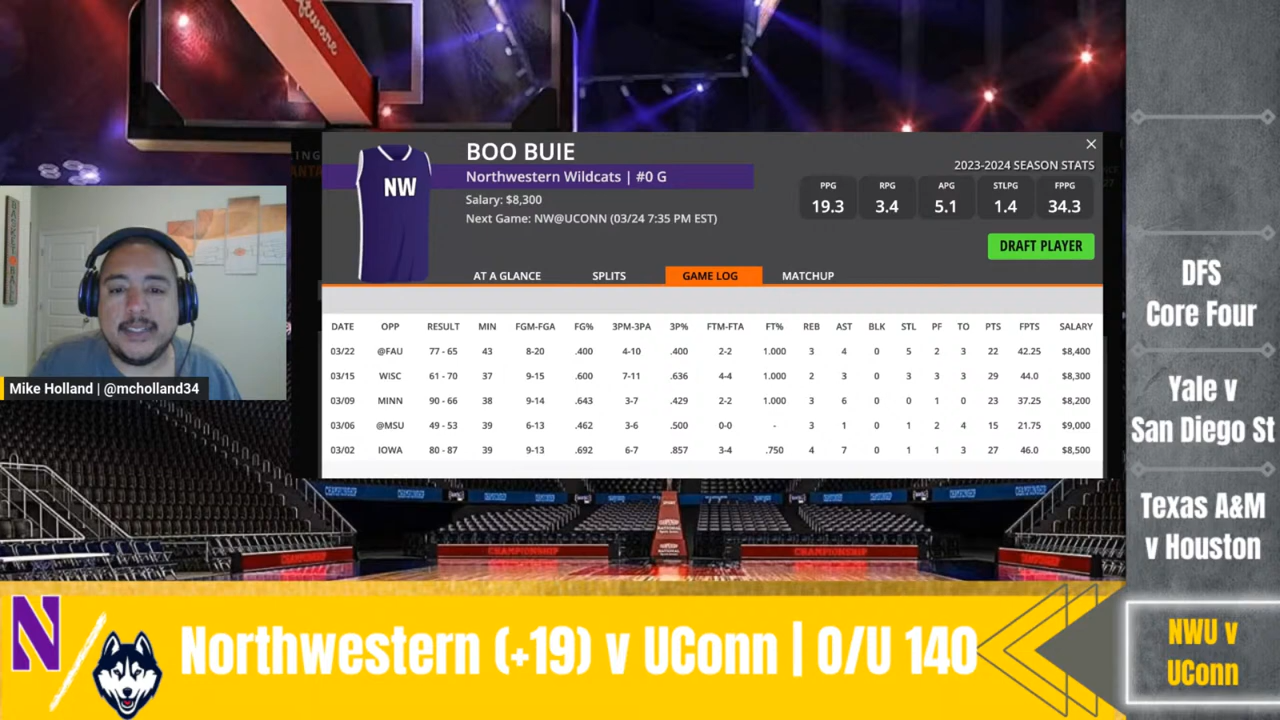 BOO BUIE
Northwestern Wildcats | #0 G
Salary: $8,300
Next Game: NW@UCONN (03/24 7:35 PM EST)
NW
2023-2024 SEASON STATS
PPG RPG APG STLPG FPPG
19.3 3.4 5.1 1.4 34.3
DRAFT PLAYER
AT A GLANCE SPLITS GAME LOG MATCHUP
DATE OPP RESULT MIN FGM-FGA FG% 3PM-3PA 3P% FTM-FTA FT% REB AST BLK STL PF TO PTS FPTS SALARY
03/22 @FAU 77 - 65 43 8-20 .400 4-10 .400 2-2 1.000 3 4 0 5 2 3 22 42.25 $8,400
03/15 WISC 61 - 70 37 9-15 .600 7-11 .636 4-4 1.000 2 3 0 3 3 3 29 44.0 $8,300
03/09 MINN 90 - 66 38 9-14 .643 3-7 .429 2-2 1.000 3 6 0 0 1 0 23 37.25 $8,200
03/06 @MSU 49 - 53 39 6-13 .462 3-6 .500 0-0 - 3 1 0 1 2 4 15 21.75 $9,000
03/02 IOWA 80 - 87 39 9-13 .692 6-7 .857 3-4 .750 4 7 0 1 1 3 27 46.0 $8,500
Mike Holland | @mcholland34
CHAMPIONSHIP
CHAMPIONSHIP
DFS
Core Four
Yale v
San Diego St
Texas A&M
v Houston
NWU v
UConn
N
Northwestern (+19) v UConn | O/U 140